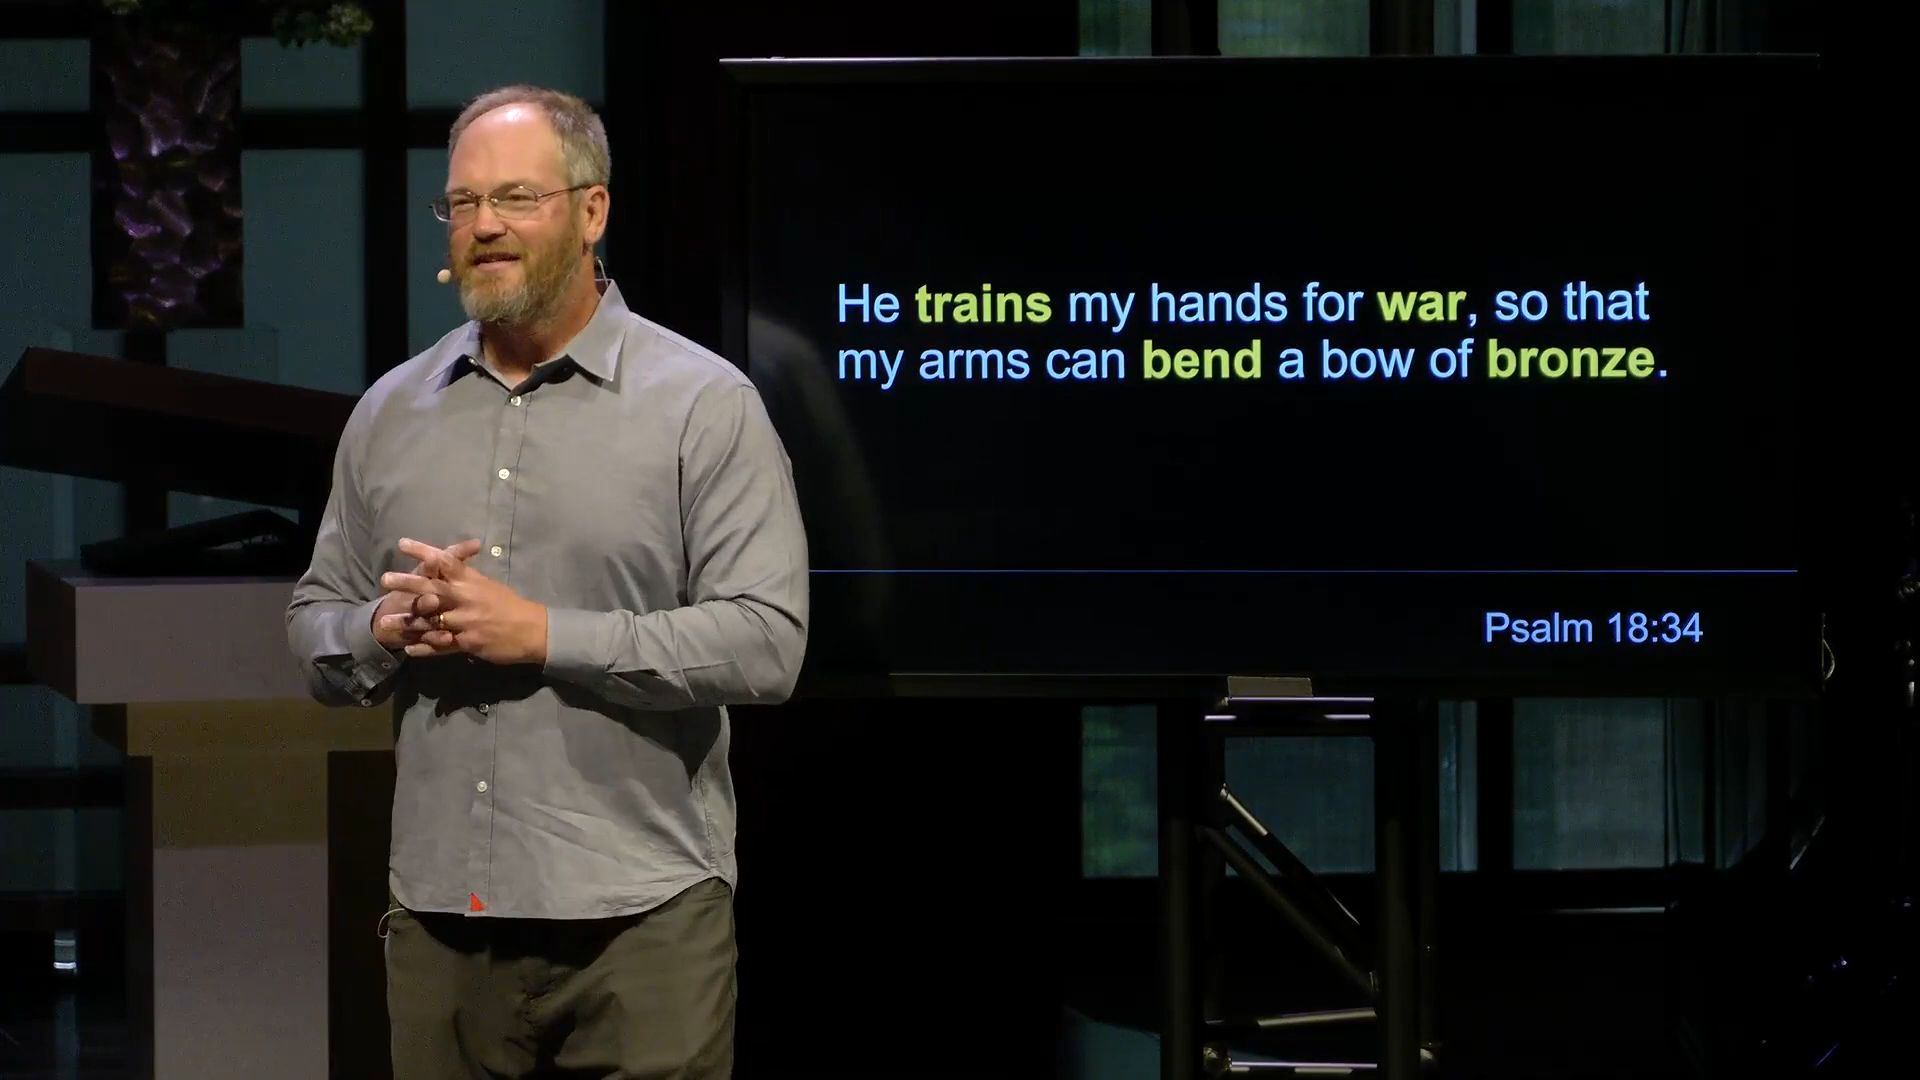 He trains my hands for war, so that
my arms can bend a bow of bronze.
Psalm 18:34